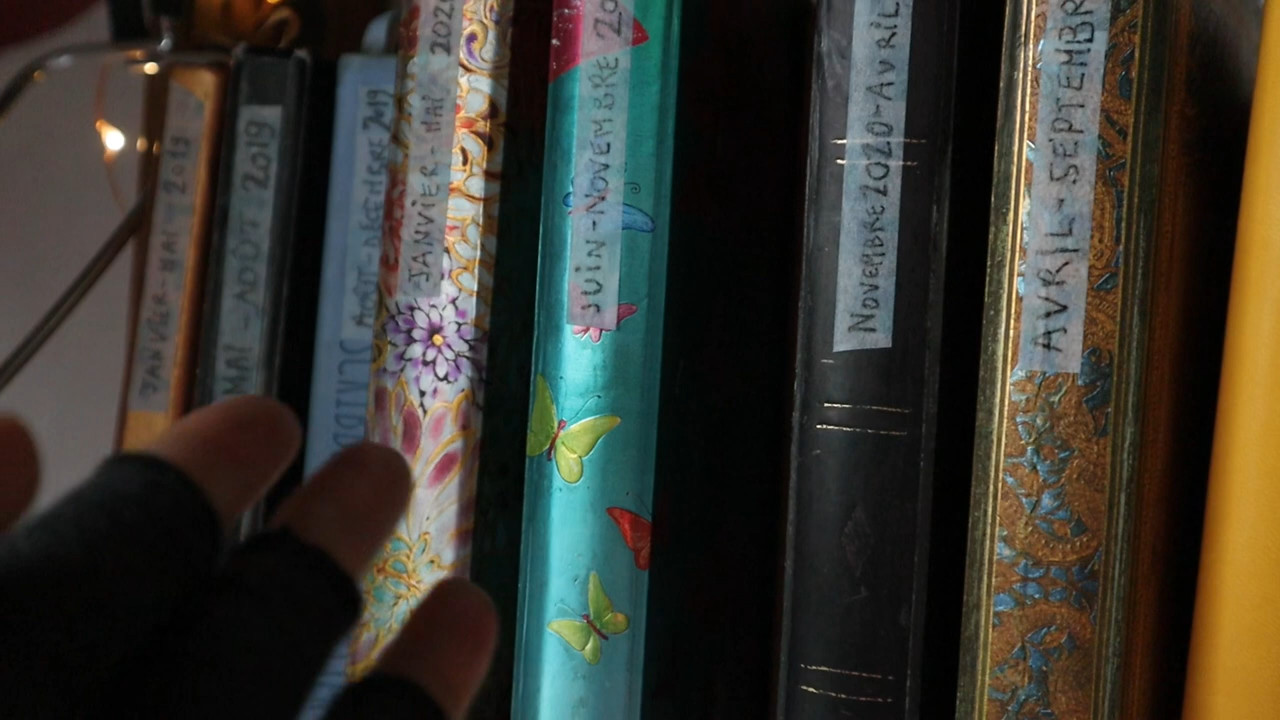 JANVIER-MAI 2019
MAI-AOÛT 2019
AOÛT-DÉCEMBRE 2019
JANVIER-MAI 2020
JUIN-NOVEMBRE 20
NOVEMBRE 2020-AVRIL
AVRIL-SEPTEMBR